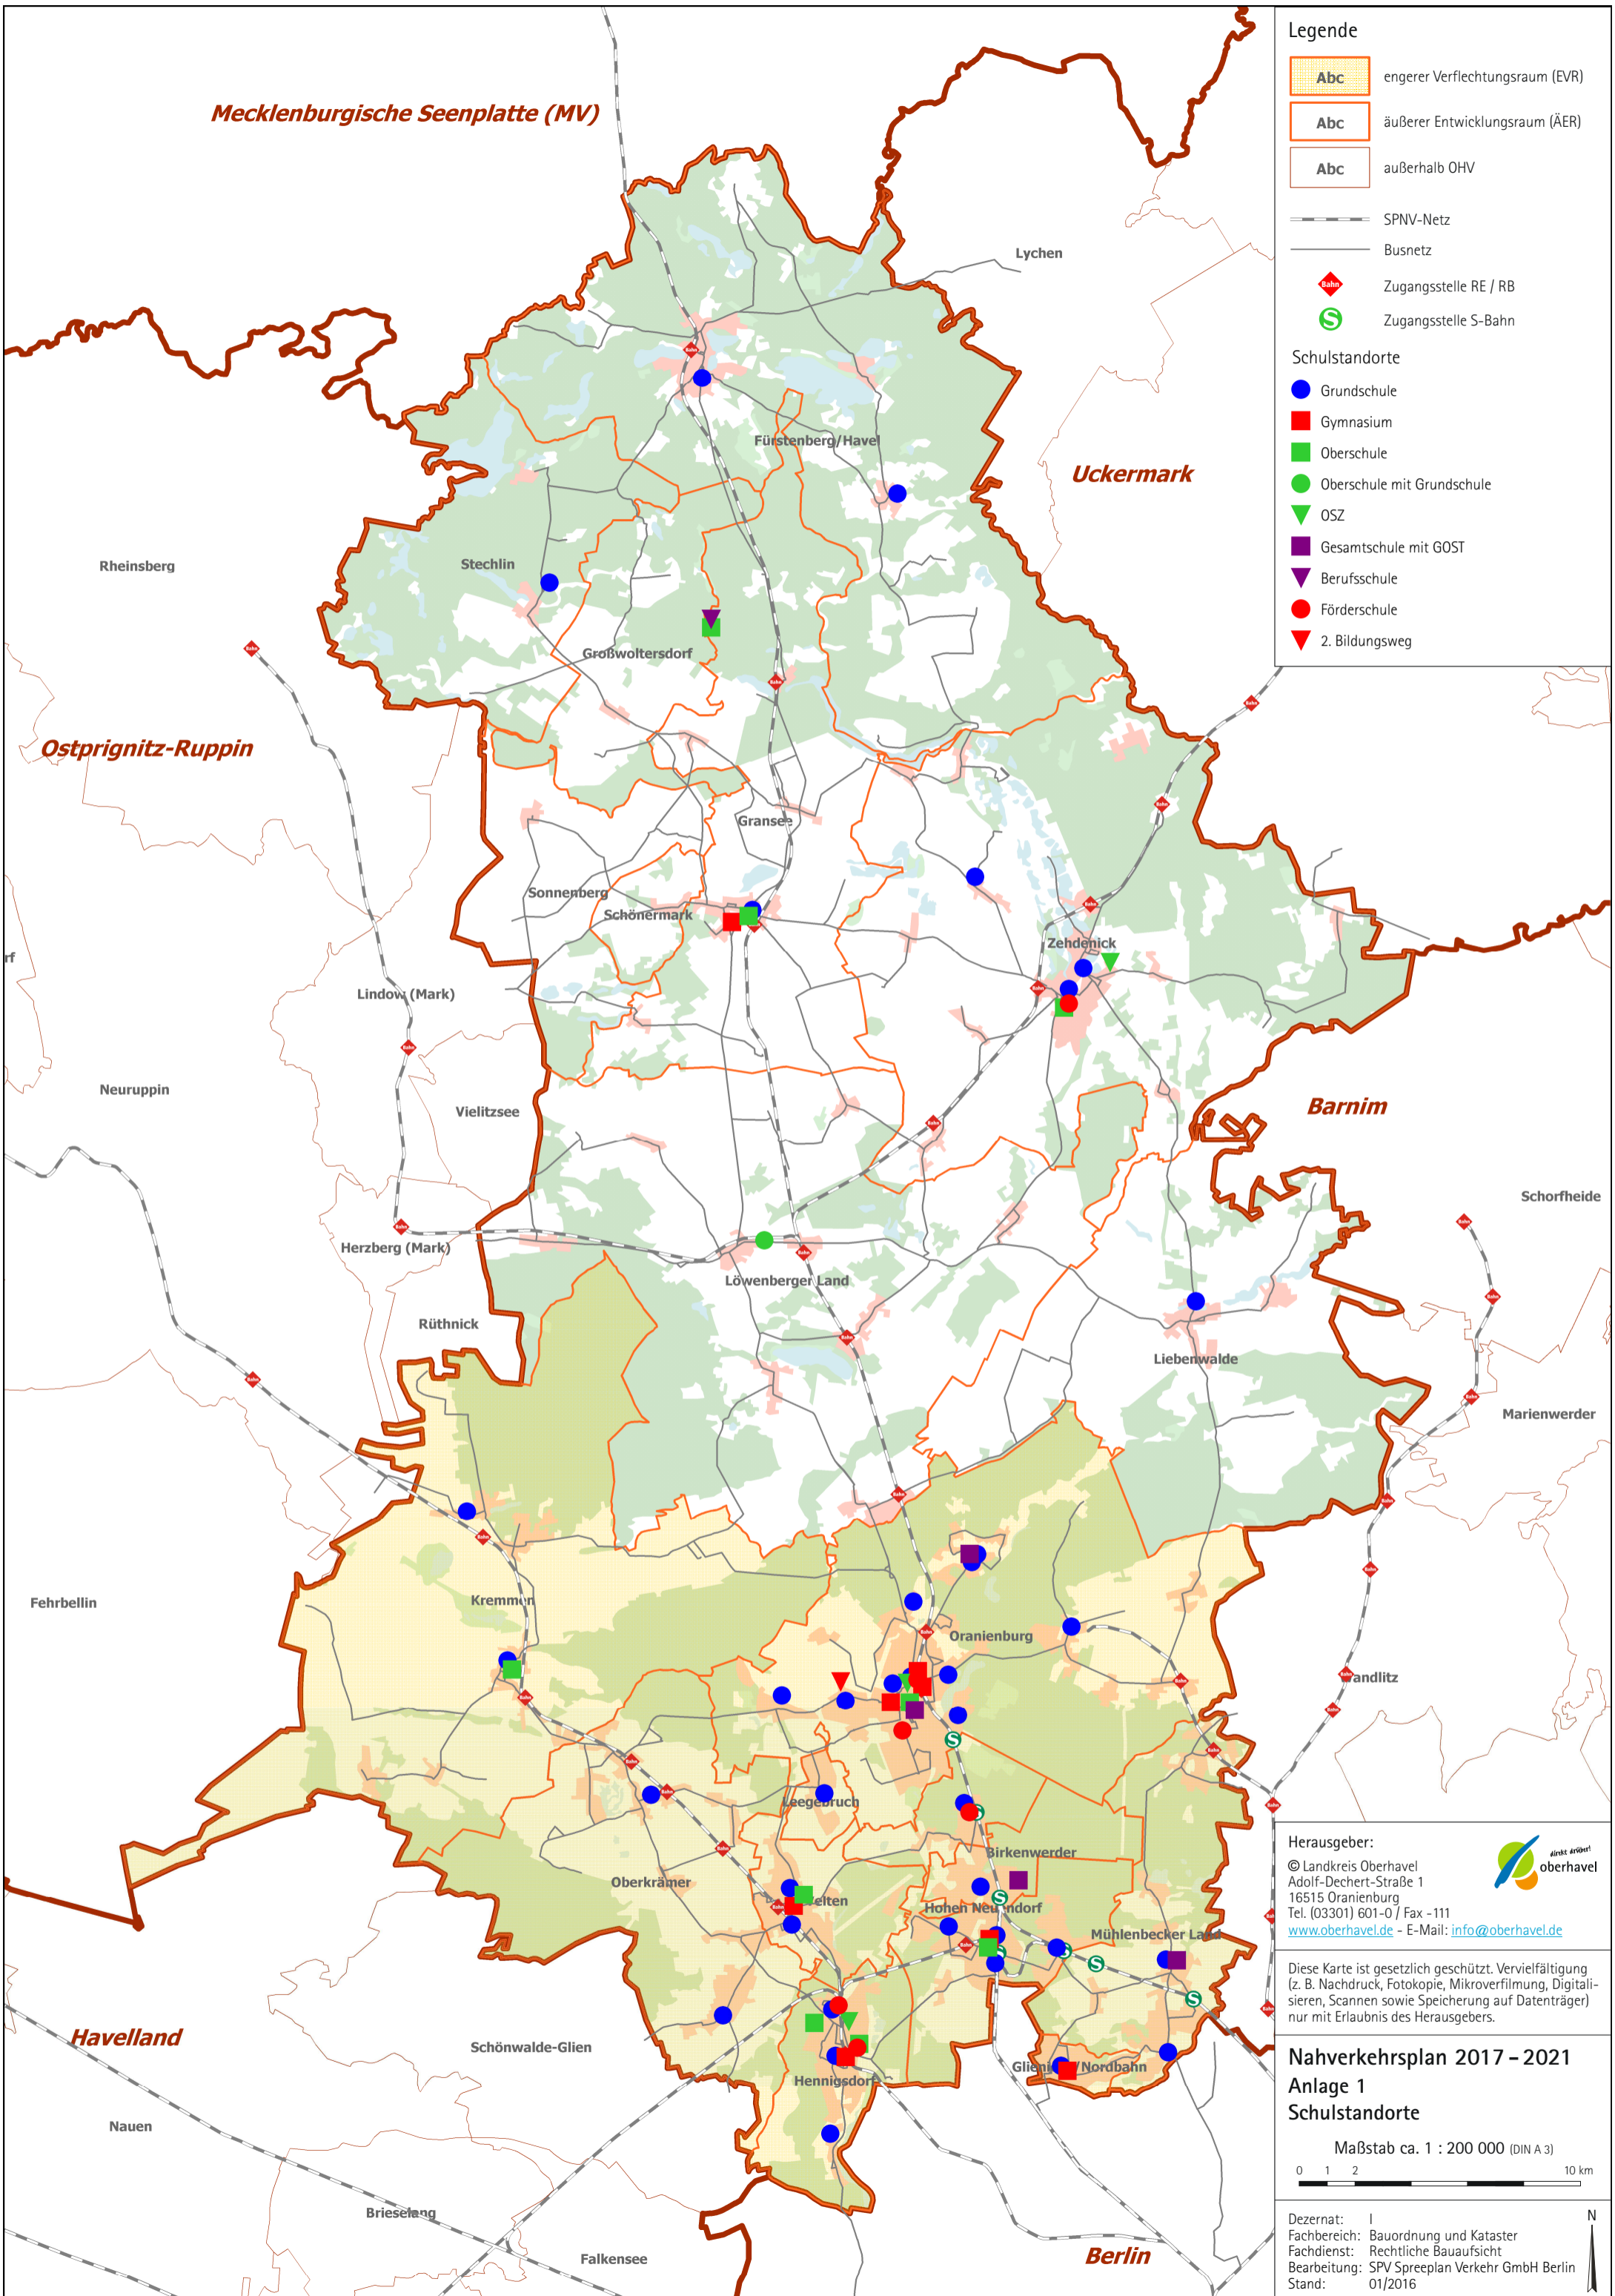 Legende
Abc engerer Verflechtungsraum (EVR)
Abc äußerer Entwicklungsraum (ÄER)
Abc außerhalb OHV
SPNV-Netz
Busnetz
Bahn Zugangsstelle RE / RB
S Zugangsstelle S-Bahn
Schulstandorte
Grundschule
Gymnasium
Oberschule
Oberschule mit Grundschule
OSZ
Gesamtschule mit GOST
Berufsschule
Förderschule
2. Bildungsweg
Mecklenburgische Seenplatte (MV)
Lychen
Fürstenberg/Havel
Uckermark
Rheinsberg
Stechlin
Großwoltersdorf
Ostprignitz-Ruppin
Gransee
Sonnenberg
Schönermark
Zehdenick
rf
Lindow (Mark)
Neuruppin
Vielitzsee
Barnim
Schorfheide
Herzberg (Mark)
Löwenberger Land
Rüthnick
Liebenwalde
Marienwerder
Fehrbellin
Kremmen
Oranienburg
andlitz
Leegebruch
Birkenwerder
Oberkrämer
elten
Hohen Neuendorf
Mühlenbecker Land
Havelland
Schönwalde-Glien
Glienicke/Nordbahn
Hennigsdorf
Nauen
Brieselang
Falkensee
Berlin
Herausgeber:
© Landkreis Oberhavel
Adolf-Dechert-Straße 1
16515 Oranienburg
Tel. (03301) 601-0 / Fax -111
www.oberhavel.de - E-Mail: info@oberhavel.de
direkt drüber!
oberhavel
Diese Karte ist gesetzlich geschützt. Vervielfältigung
(z. B. Nachdruck, Fotokopie, Mikroverfilmung, Digitali-
sieren, Scannen sowie Speicherung auf Datenträger)
nur mit Erlaubnis des Herausgebers.
Nahverkehrsplan 2017 – 2021
Anlage 1
Schulstandorte
Maßstab ca. 1 : 200 000 (DIN A 3)
0 1 2 10 km
Dezernat: I
Fachbereich: Bauordnung und Kataster
Fachdienst: Rechtliche Bauaufsicht
Bearbeitung: SPV Spreeplan Verkehr GmbH Berlin
Stand: 01/2016
N